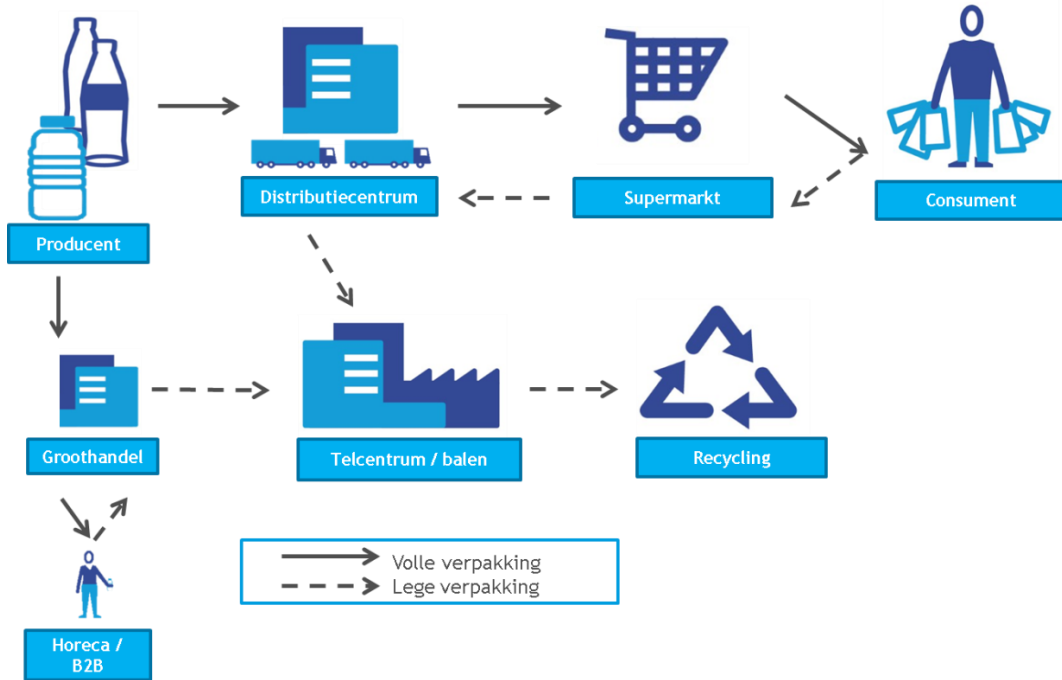 Distributiecentrum
Supermarkt
Consument
Producent
Groothandel
Telcentrum / balen
Recycling
Volle verpakking
Lege verpakking
Horeca /
B2B